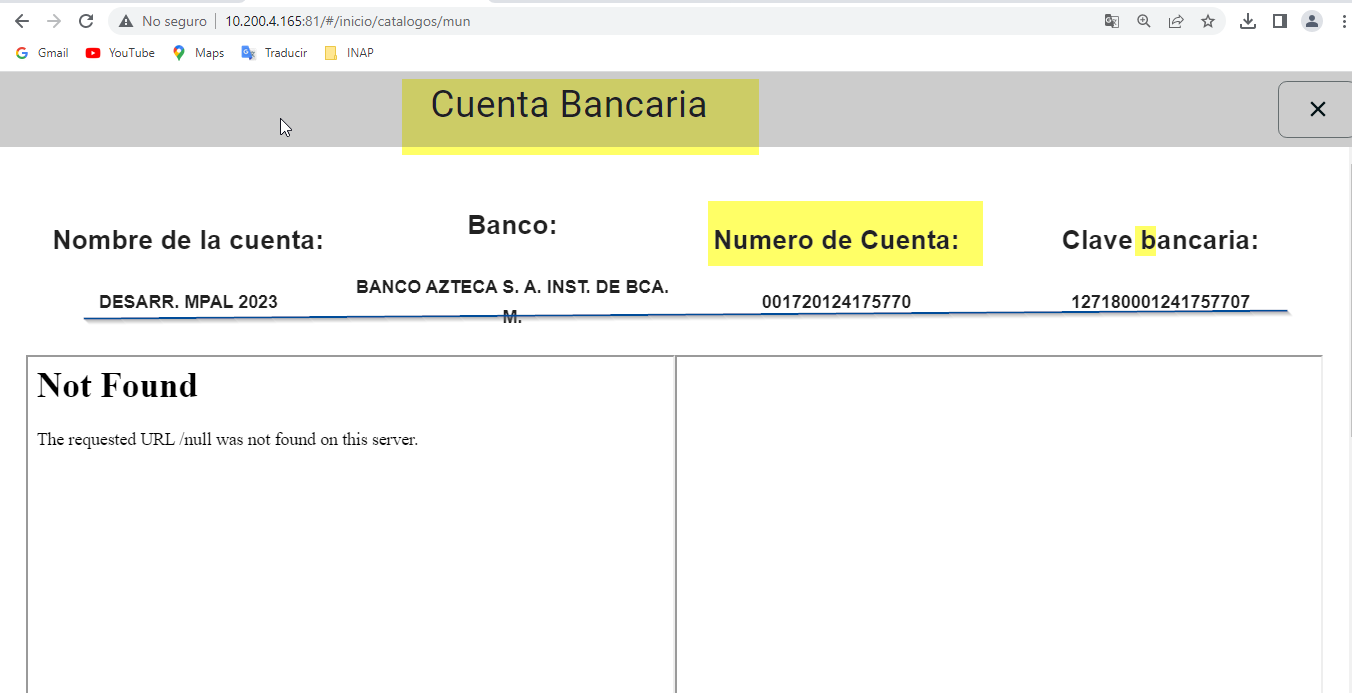 No seguro
10.200.4.165:81/#/inicio/catalogos/mun
Gmail
YouTube
Maps
Traducir
INAP
Cuenta Bancaria
Nombre de la cuenta:
Banco:
Numero de Cuenta:
Clave bancaria:
DESARR. MPAL 2023
BANCO AZTECA S. A. INST. DE BCA.
M.
001720124175770
127180001241757707
Not Found
The requested URL /null was not found on this server.